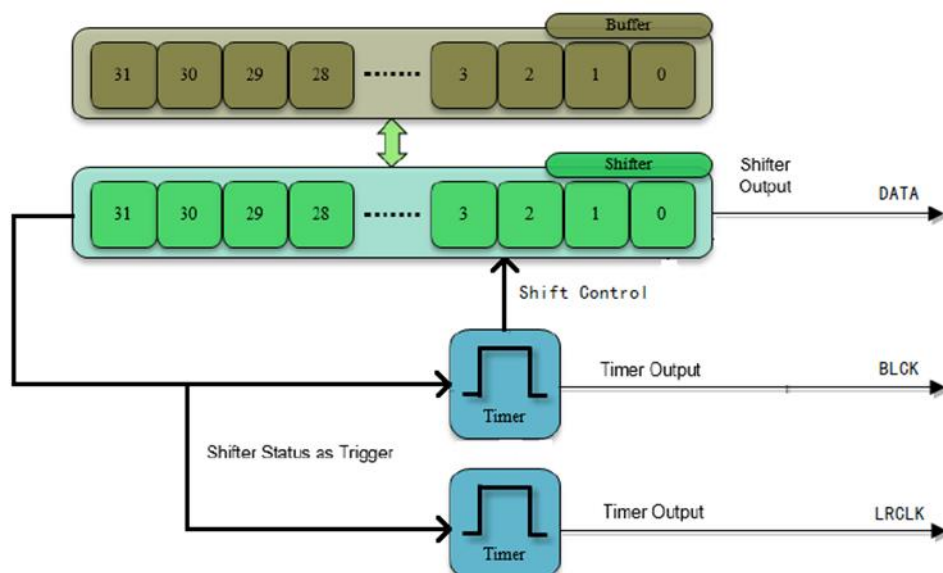 Buffer
31 30 29 28 ........ 3 2 1 0
Shifter
31 30 29 28 ........ 3 2 1 0
Shifter
Output
DATA
Shift Control
Timer
Timer Output
BLCK
Shifter Status as Trigger
Timer
Timer Output
LRCLK